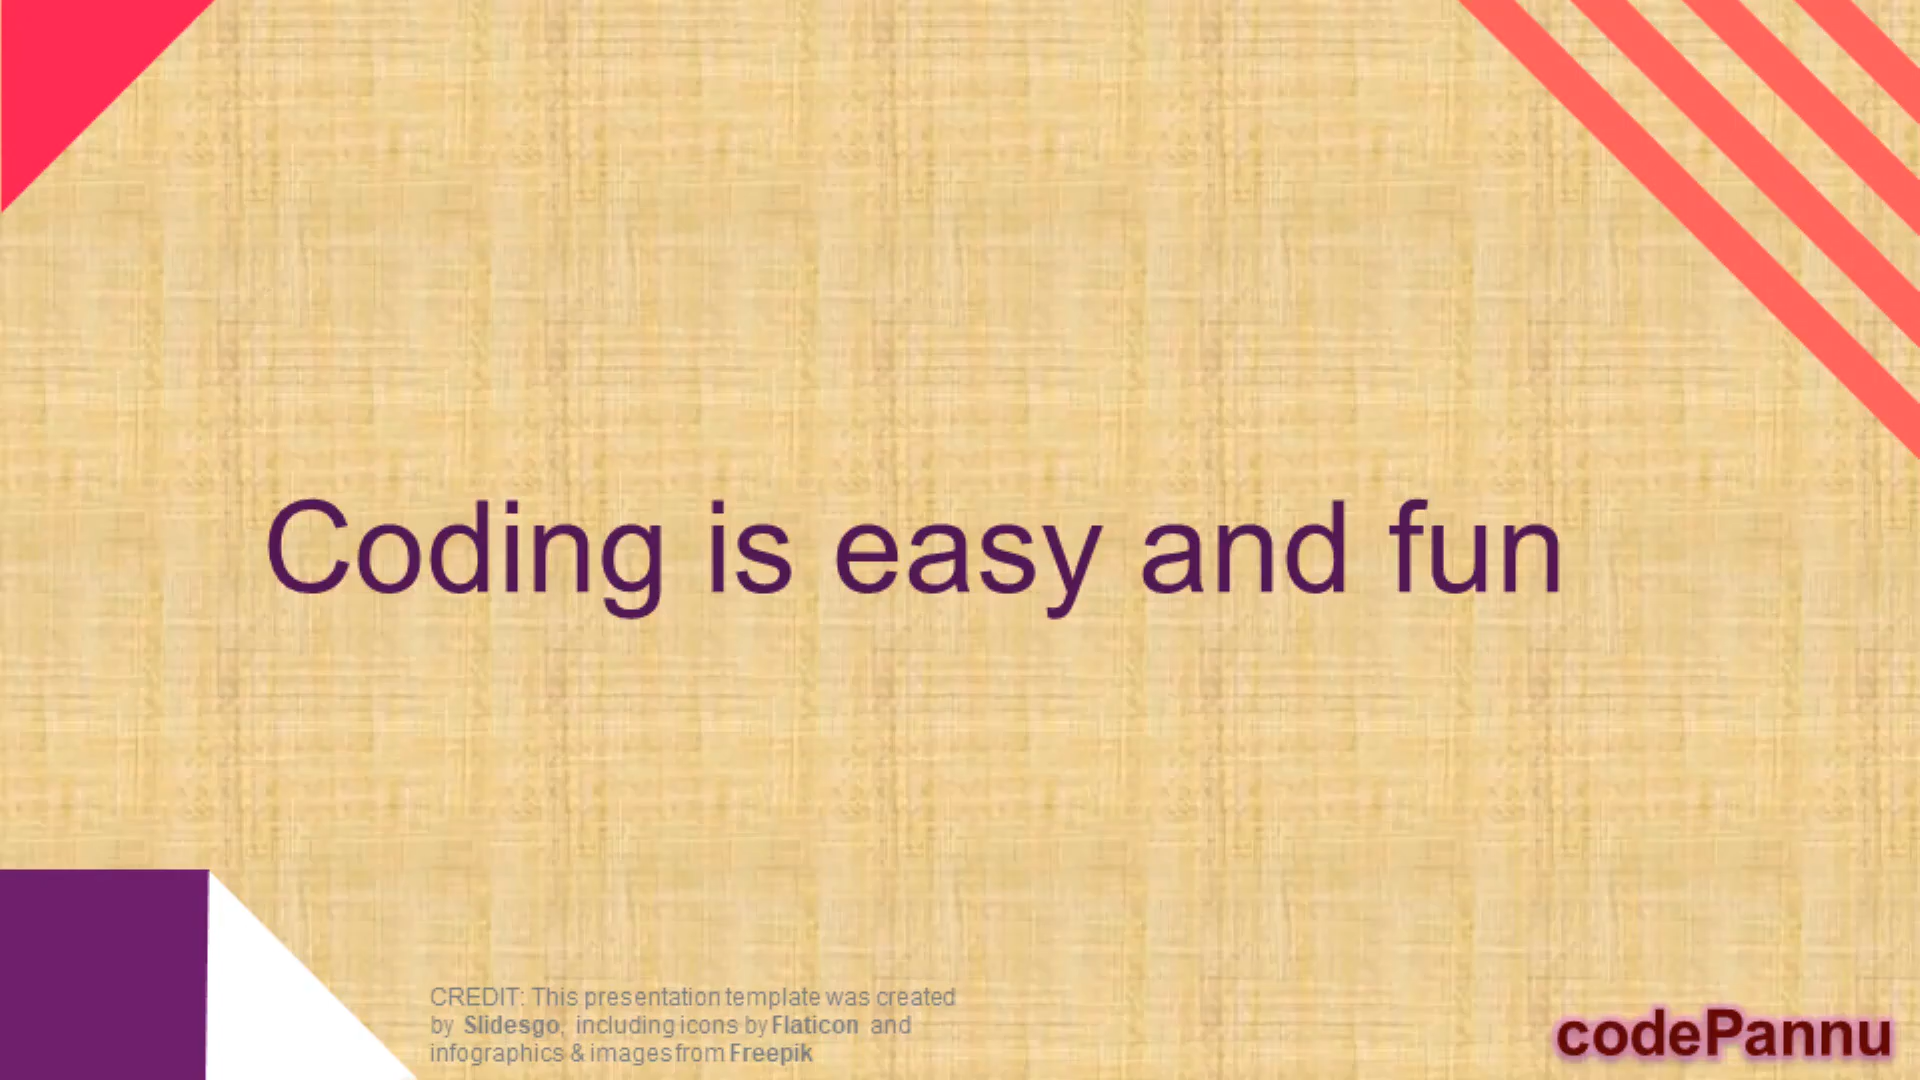 Coding is easy and fun
CREDIT: This presentation template was created
by Slidesgo, including icons by Flaticon and
infographics & images from Freepik
codePannu